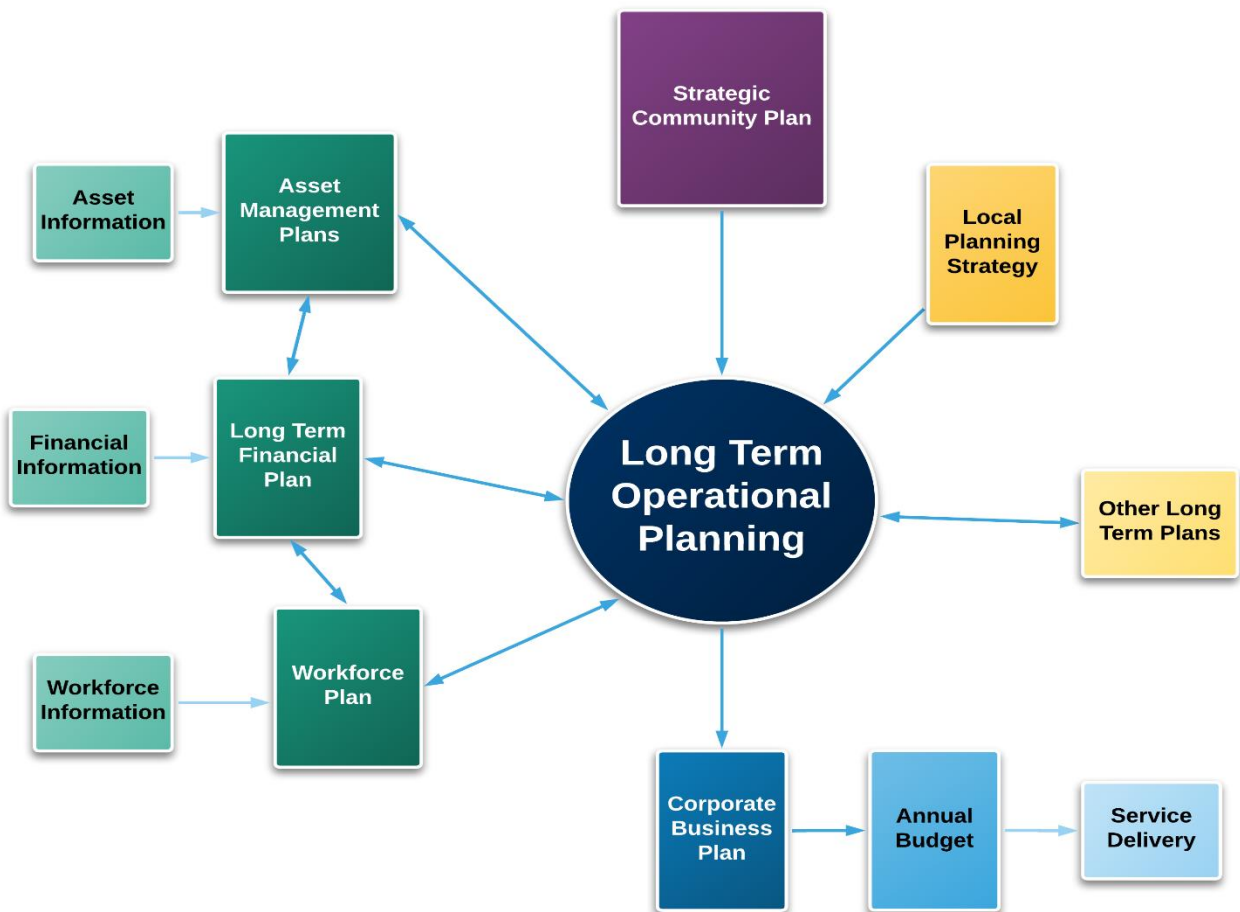 Strategic
Community Plan
Asset
Information
Asset
Management
Plans
Local
Planning
Strategy
Financial
Information
Long Term
Financial
Plan
Long Term
Operational
Planning
Other Long
Term Plans
Workforce
Information
Workforce
Plan
Corporate
Business
Plan
Annual
Budget
Service
Delivery